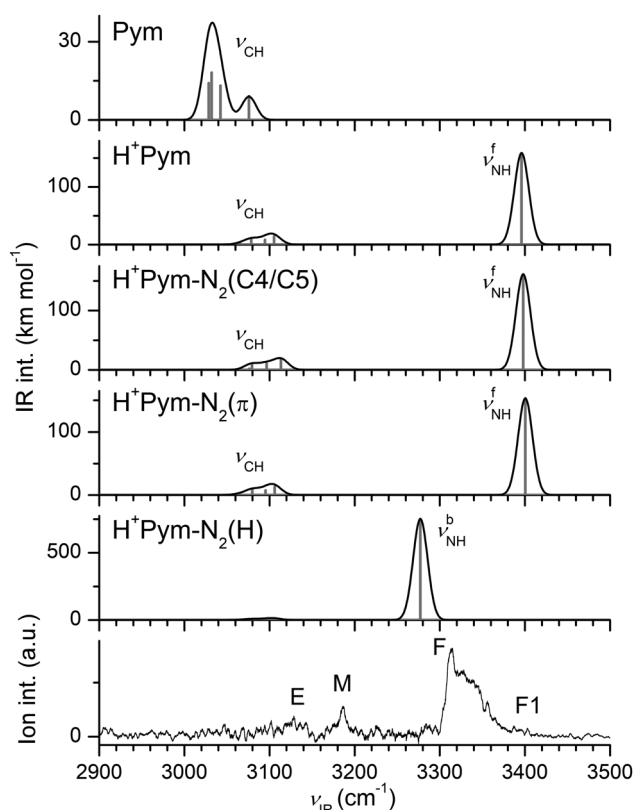 Pym
ν_CH
30
0
H⁺Pym
ν_NH^f
ν_CH
100
0
H⁺Pym-N₂(C4/C5)
ν_NH^f
ν_CH
100
0
H⁺Pym-N₂(π)
ν_NH^f
ν_CH
100
0
H⁺Pym-N₂(H)
ν_NH^b
500
0
IR int. (km mol⁻¹)
Ion int. (a.u.)
E
M
F
F1
0
2900 3000 3100 3200 3300 3400 3500
ν_IR (cm⁻¹)